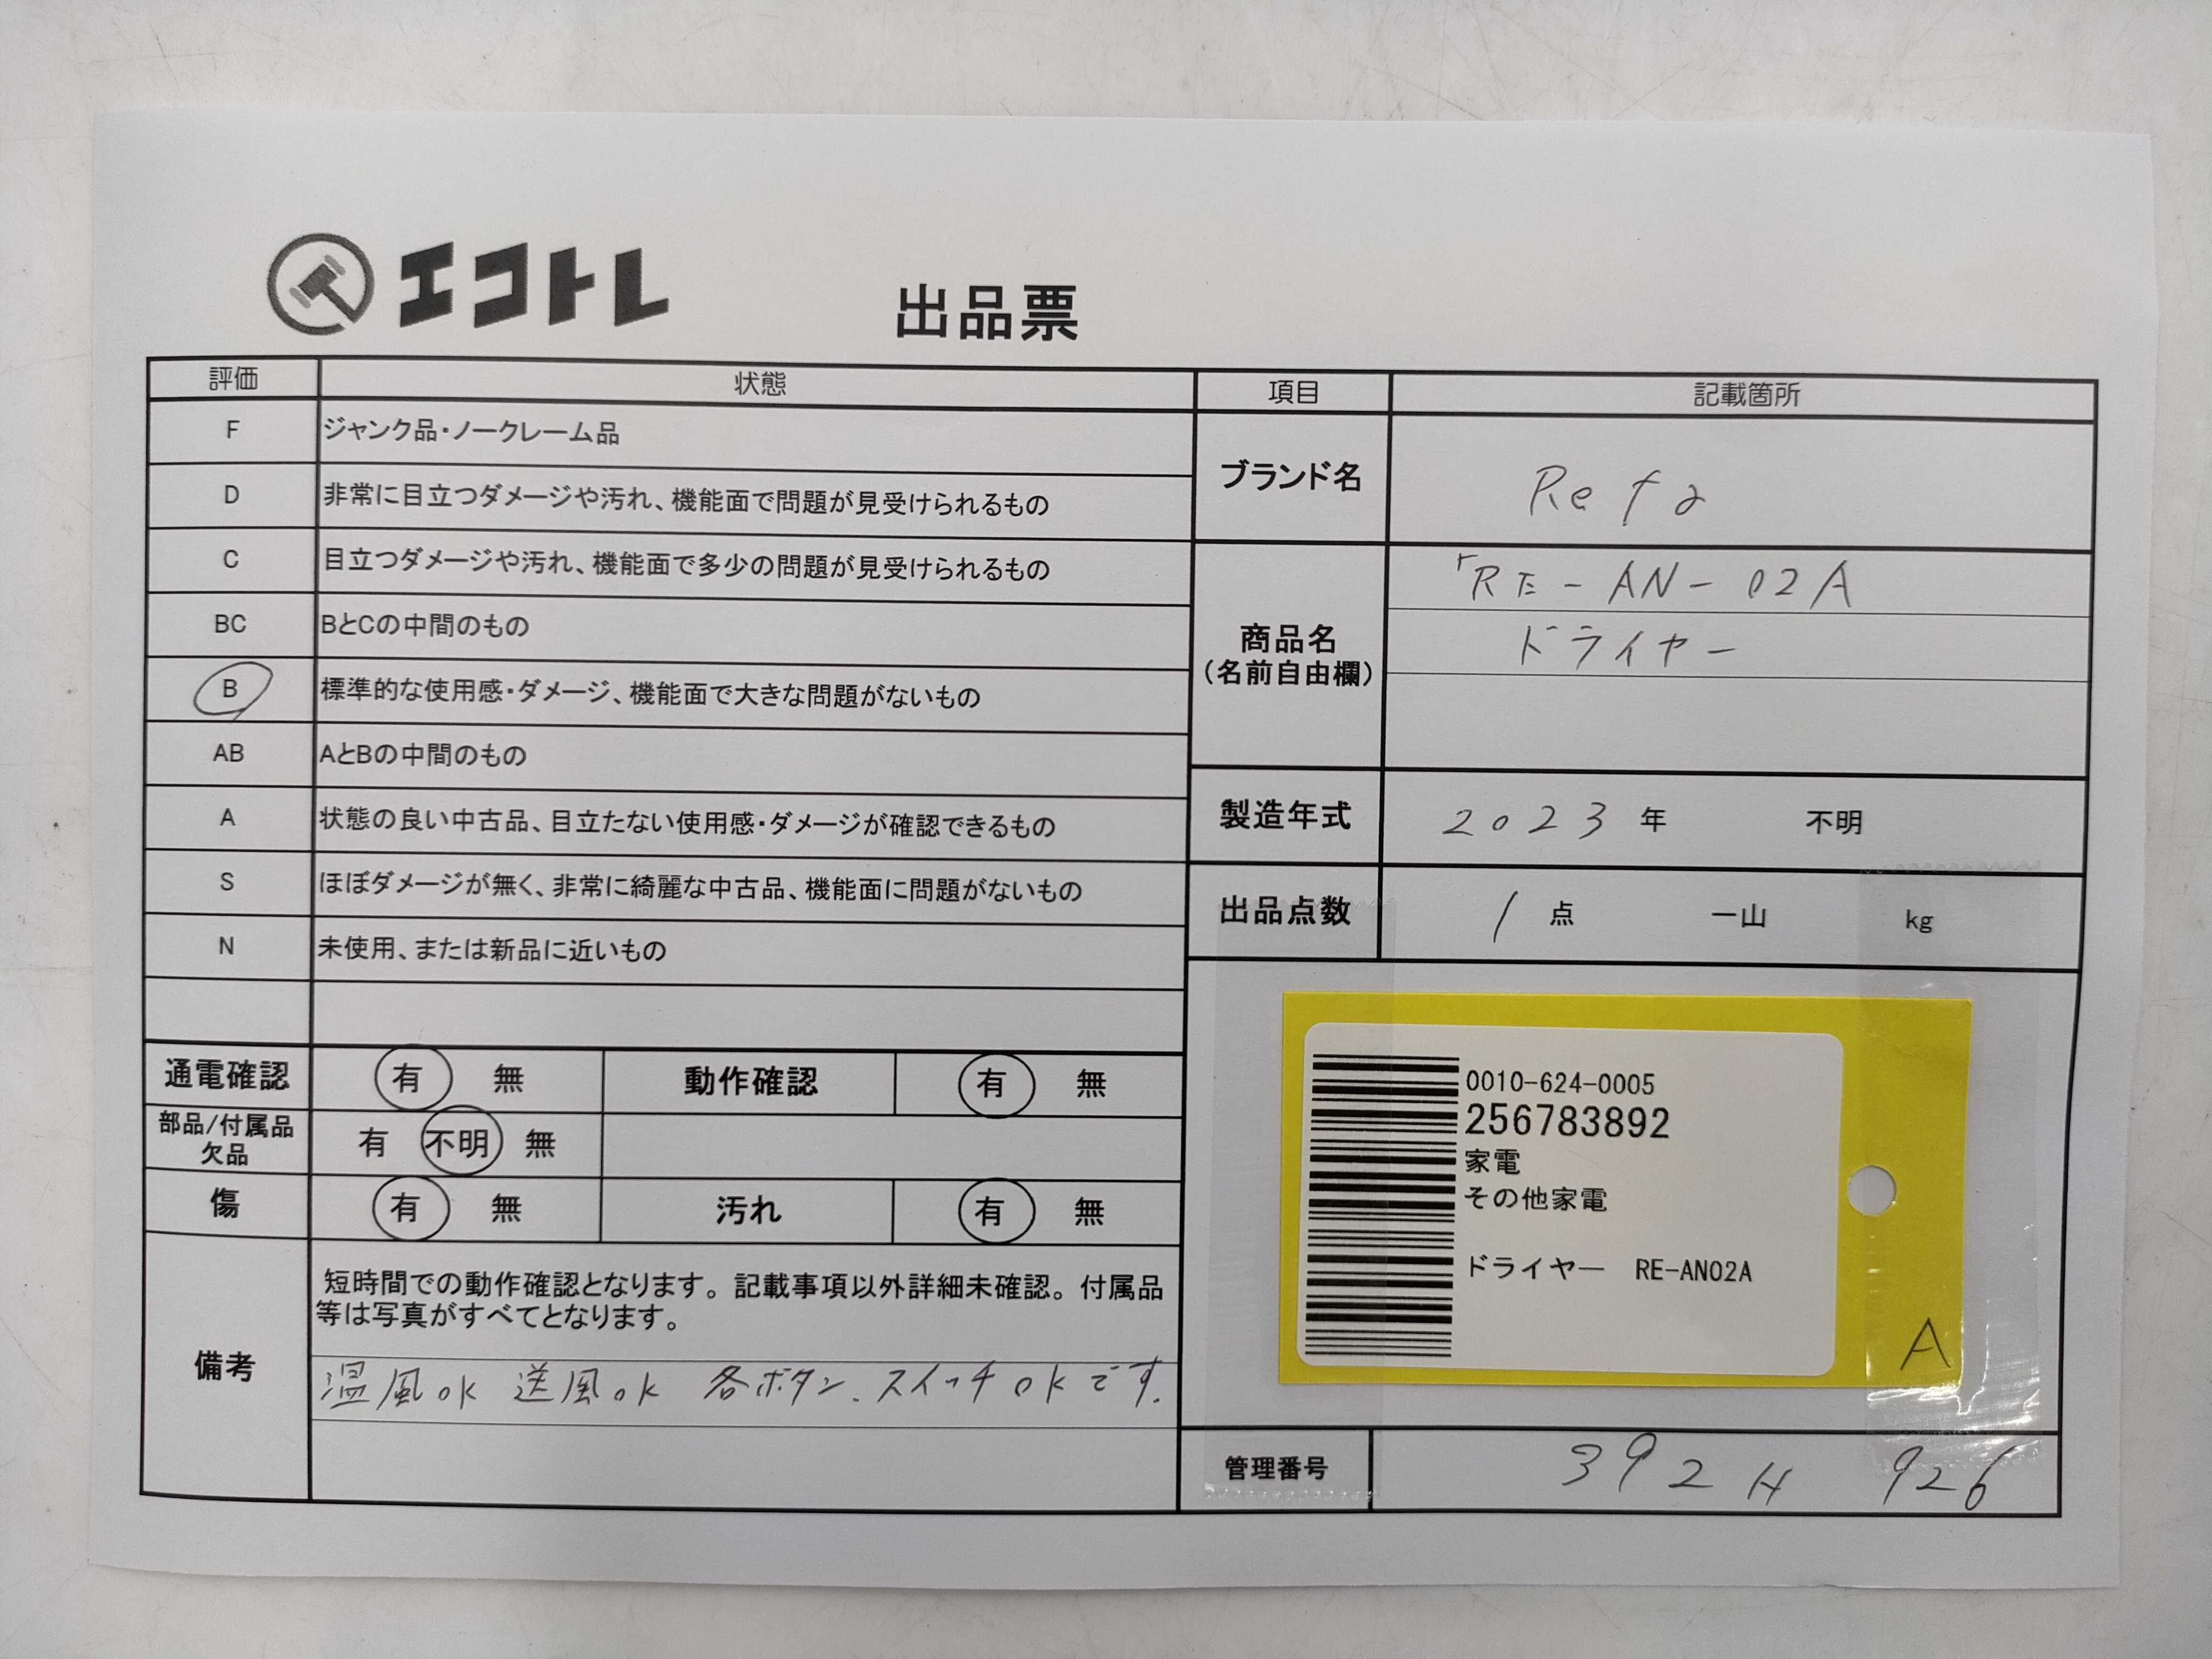 エコトレ
出品票
評価 状態
F ジャンク品・ノークレーム品
D 非常に目立つダメージや汚れ、機能面で問題が見受けられるもの
C 目立つダメージや汚れ、機能面で多少の問題が見受けられるもの
BC BとCの中間のもの
B 標準的な使用感・ダメージ、機能面で大きな問題がないもの
AB AとBの中間のもの
A 状態の良い中古品、目立たない使用感・ダメージが確認できるもの
S ほぼダメージが無く、非常に綺麗な中古品、機能面に問題がないもの
N 未使用、または新品に近いもの
通電確認 有 無 動作確認 有 無
部品/付属品
欠品 有 不明 無
傷 有 無 汚れ 有 無
備考
短時間での動作確認となります。記載事項以外詳細未確認。付属品
等は写真がすべてとなります。
温風ok 送風ok 各ボタン.スイッチokです.
項目 記載箇所
ブランド名 Refa
商品名
(名前自由欄)
「RE-AN-02A
ドライヤー
製造年式 2023 年 不明
出品点数 1 点 一山 kg
0010-624-0005
256783892
家電
その他家電
ドライヤー RE-AN02A
A
管理番号 392H 926